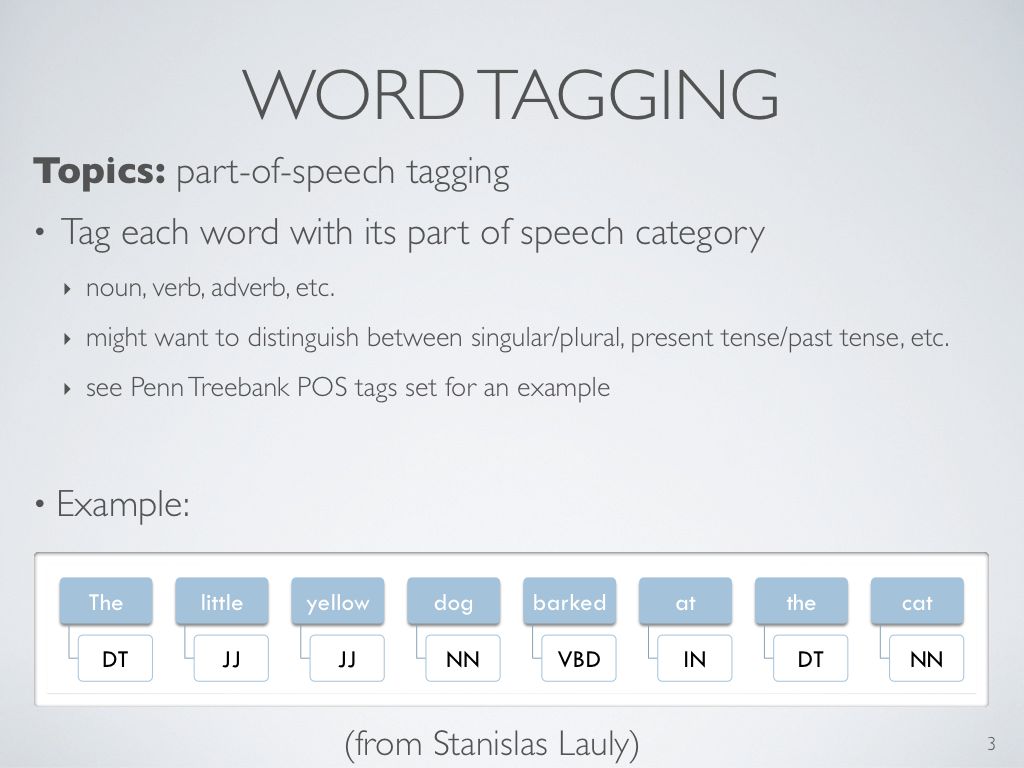 WORD TAGGING
Topics: part-of-speech tagging
• Tag each word with its part of speech category
‣ noun, verb, adverb, etc.
‣ might want to distinguish between singular/plural, present tense/past tense, etc.
‣ see Penn Treebank POS tags set for an example
• Example:
The little yellow dog barked at the cat
DT JJ JJ NN VBD IN DT NN
(from Stanislas Lauly)
3